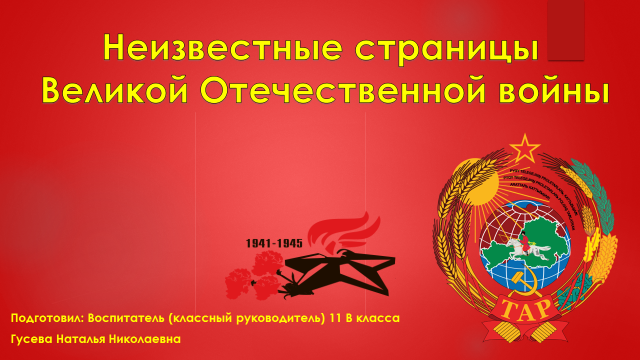 Неизвестные страницы
Великой Отечественной войны
1941-1945
ТАР
Подготовил: Воспитатель (классный руководитель) 11 В класса
Гусева Наталья Николаевна